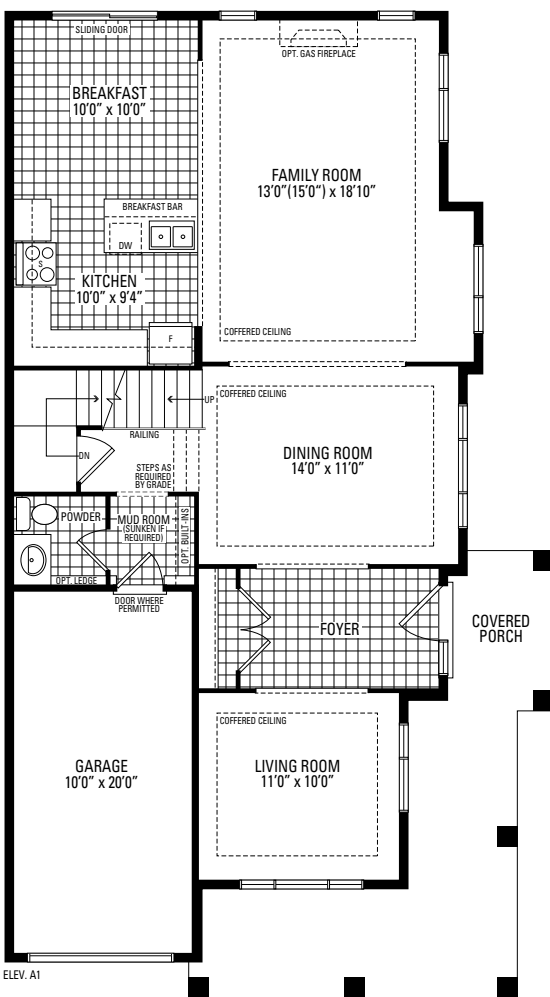 SLIDING DOOR
OPT. GAS FIREPLACE
BREAKFAST
10'0" x 10'0"
FAMILY ROOM
13'0"(15'0") x 18'10"
BREAKFAST BAR
DW
S
KITCHEN
10'0" x 9'4"
F
COFFERED CEILING
UP
COFFERED CEILING
RAILING
DN
DINING ROOM
14'0" x 11'0"
STEPS AS
REQUIRED
BY GRADE
POWDER
MUD ROOM
(SUNKEN IF
REQUIRED)
OPT. BUILT-INS
OPT. LEDGE
DOOR WHERE
PERMITTED
FOYER
COVERED
PORCH
COFFERED CEILING
GARAGE
10'0" x 20'0"
LIVING ROOM
11'0" x 10'0"
ELEV. A1